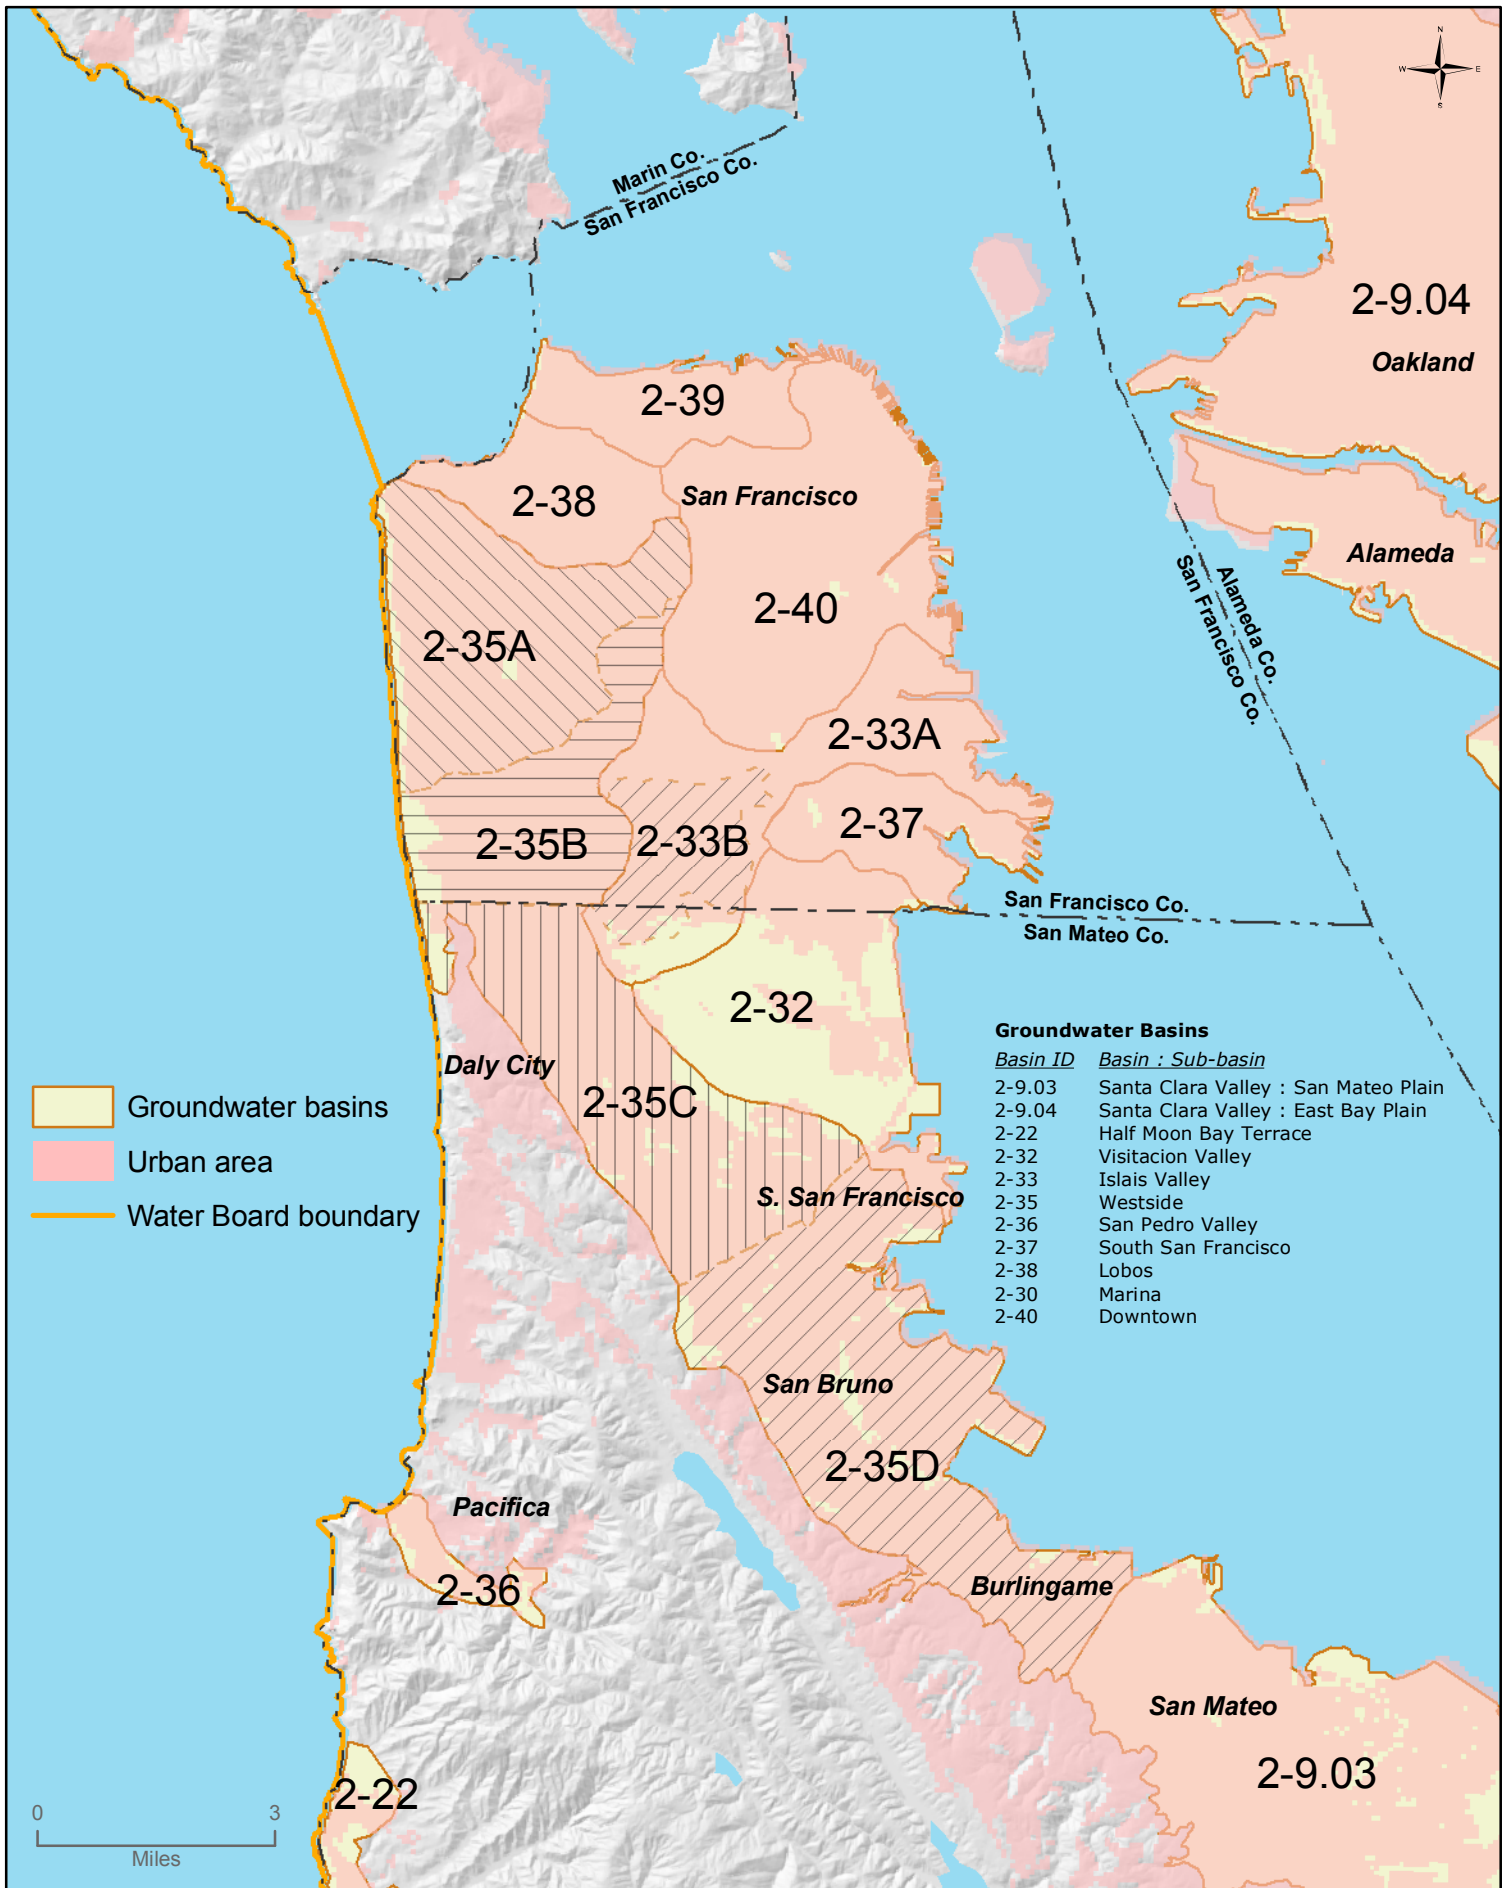 N
W E
S
Marin Co.
San Francisco Co.
2-9.04
Oakland
2-39
2-38
San Francisco
Alameda
Alameda Co.
San Francisco Co.
2-40
2-35A
2-33A
2-37
2-35B
2-33B
San Francisco Co.
San Mateo Co.
2-32
Daly City
2-35C
Groundwater Basins
Basin ID Basin : Sub-basin
2-9.03 Santa Clara Valley : San Mateo Plain
2-9.04 Santa Clara Valley : East Bay Plain
2-22 Half Moon Bay Terrace
2-32 Visitacion Valley
2-33 Islais Valley
2-35 Westside
2-36 San Pedro Valley
2-37 South San Francisco
2-38 Lobos
2-30 Marina
2-40 Downtown
Groundwater basins
Urban area
Water Board boundary
S. San Francisco
San Bruno
2-35D
Pacifica
2-36
Burlingame
San Mateo
2-9.03
2-22
0 3
Miles